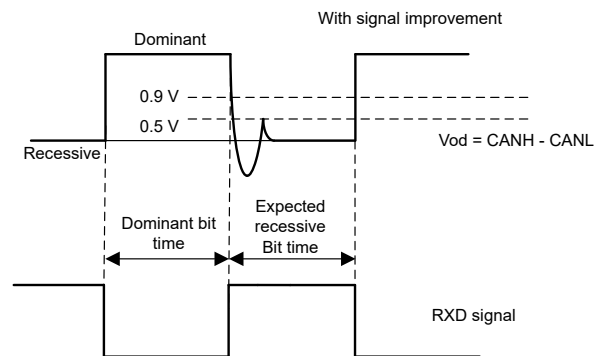 With signal improvement
Dominant
0.9 V
0.5 V
Recessive
Vod = CANH - CANL
Dominant bit
time
Expected
recessive
Bit time
RXD signal